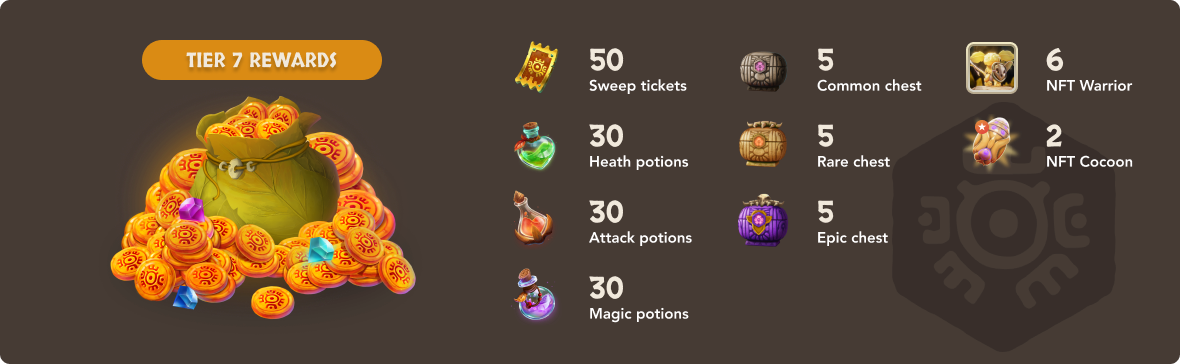 TIER 7 REWARDS
50
Sweep tickets
30
Heath potions
30
Attack potions
30
Magic potions
5
Common chest
5
Rare chest
5
Epic chest
6
NFT Warrior
2
NFT Cocoon